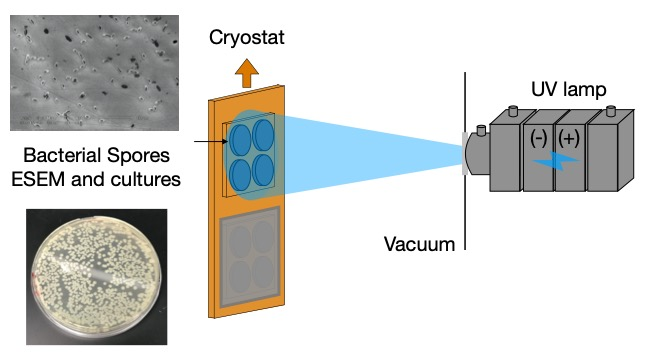 Cryostat
UV lamp
(-) (+)
Bacterial Spores
ESEM and cultures
Vacuum